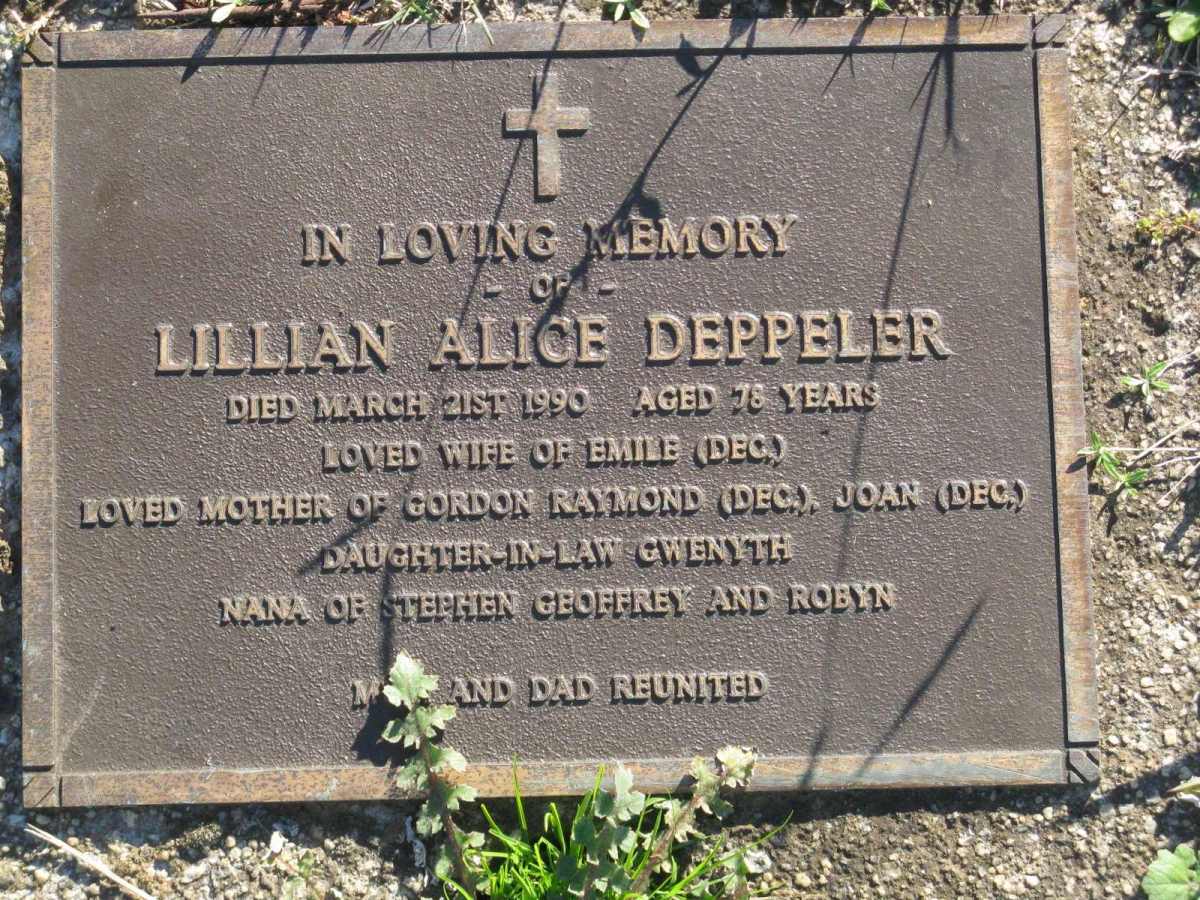 IN LOVING MEMORY
- OF -
LILLIAN ALICE DEPPELER
DIED MARCH 21ST 1990 AGED 78 YEARS
LOVED WIFE OF EMILE (DEC,)
LOVED MOTHER OF GORDON RAYMOND (DEC,), JOAN (DEC,)
DAUGHTER-IN-LAW GWENYTH
NANA OF STEPHEN GEOFFREY AND ROBYN
AND DAD REUNITED